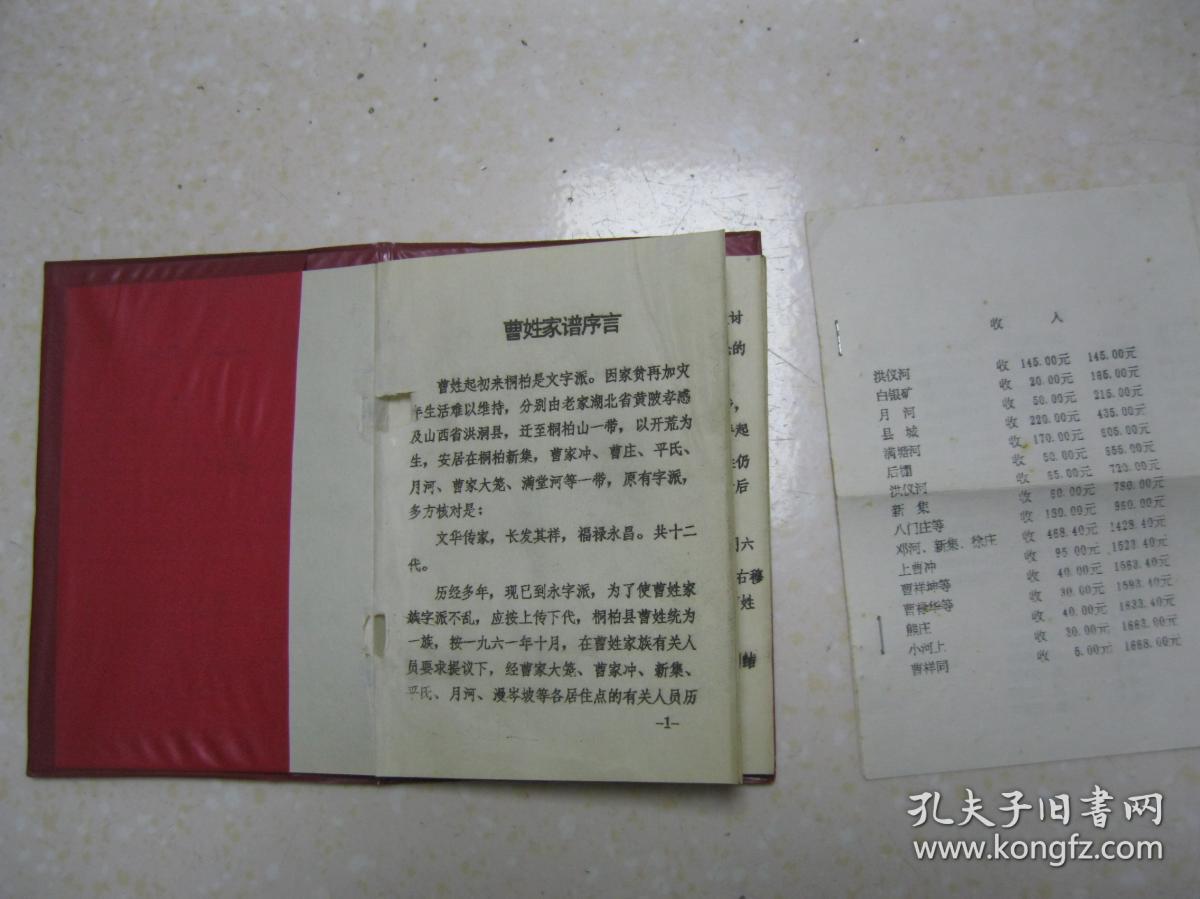 曹姓家谱序言
曹姓起初来桐柏是文字派。因家贫再加灾
年生活难以维持，分别由老家湖北省黄陂孝感
及山西省洪洞县，迁至桐柏山一带，以开荒为
生，安居在桐柏新集，曹家冲、曹庄、平氏、
月河、曹家大笼、满堂河等一带，原有字派，
多方核对是：
文华传家，长发其祥，福禄永昌。共十二
代。
历经多年，现已到永字派，为了使曹姓家
族字派不乱，应按上传下代，桐柏县曹姓统为
一族，按一九六一年十月，在曹姓家族有关人
员要求提议下，经曹家大笼、曹家冲、新集、
平氏、月河、漫岑坡等各居住点的有关人员历
-1-
讨
的
起
仍
后
六
右移
姓
结
收 入
洪仪河 收 145.00元 145.00元
白银矿 收 20.00元 165.00元
月河 收 50.00元 215.00元
县城 收 220.00元 435.00元
满塘河 收 170.00元 605.00元
后棚 收 50.00元 655.00元
洪仪河 收 65.00元 720.00元
新集 收 60.00元 780.00元
八门庄等 收 180.00元 960.00元
邓河、新集、徐庄 收 468.40元 1428.40元
上曹冲 收 95.00元 1523.40元
曹祥坤等 收 40.00元 1563.40元
曹禄华等 收 30.00元 1593.40元
熊庄 收 40.00元 1633.40元
小河上 收 30.00元 1663.00元
曹祥同 收 5.00元 1668.00元
孔夫子旧书网
www.kongfz.com